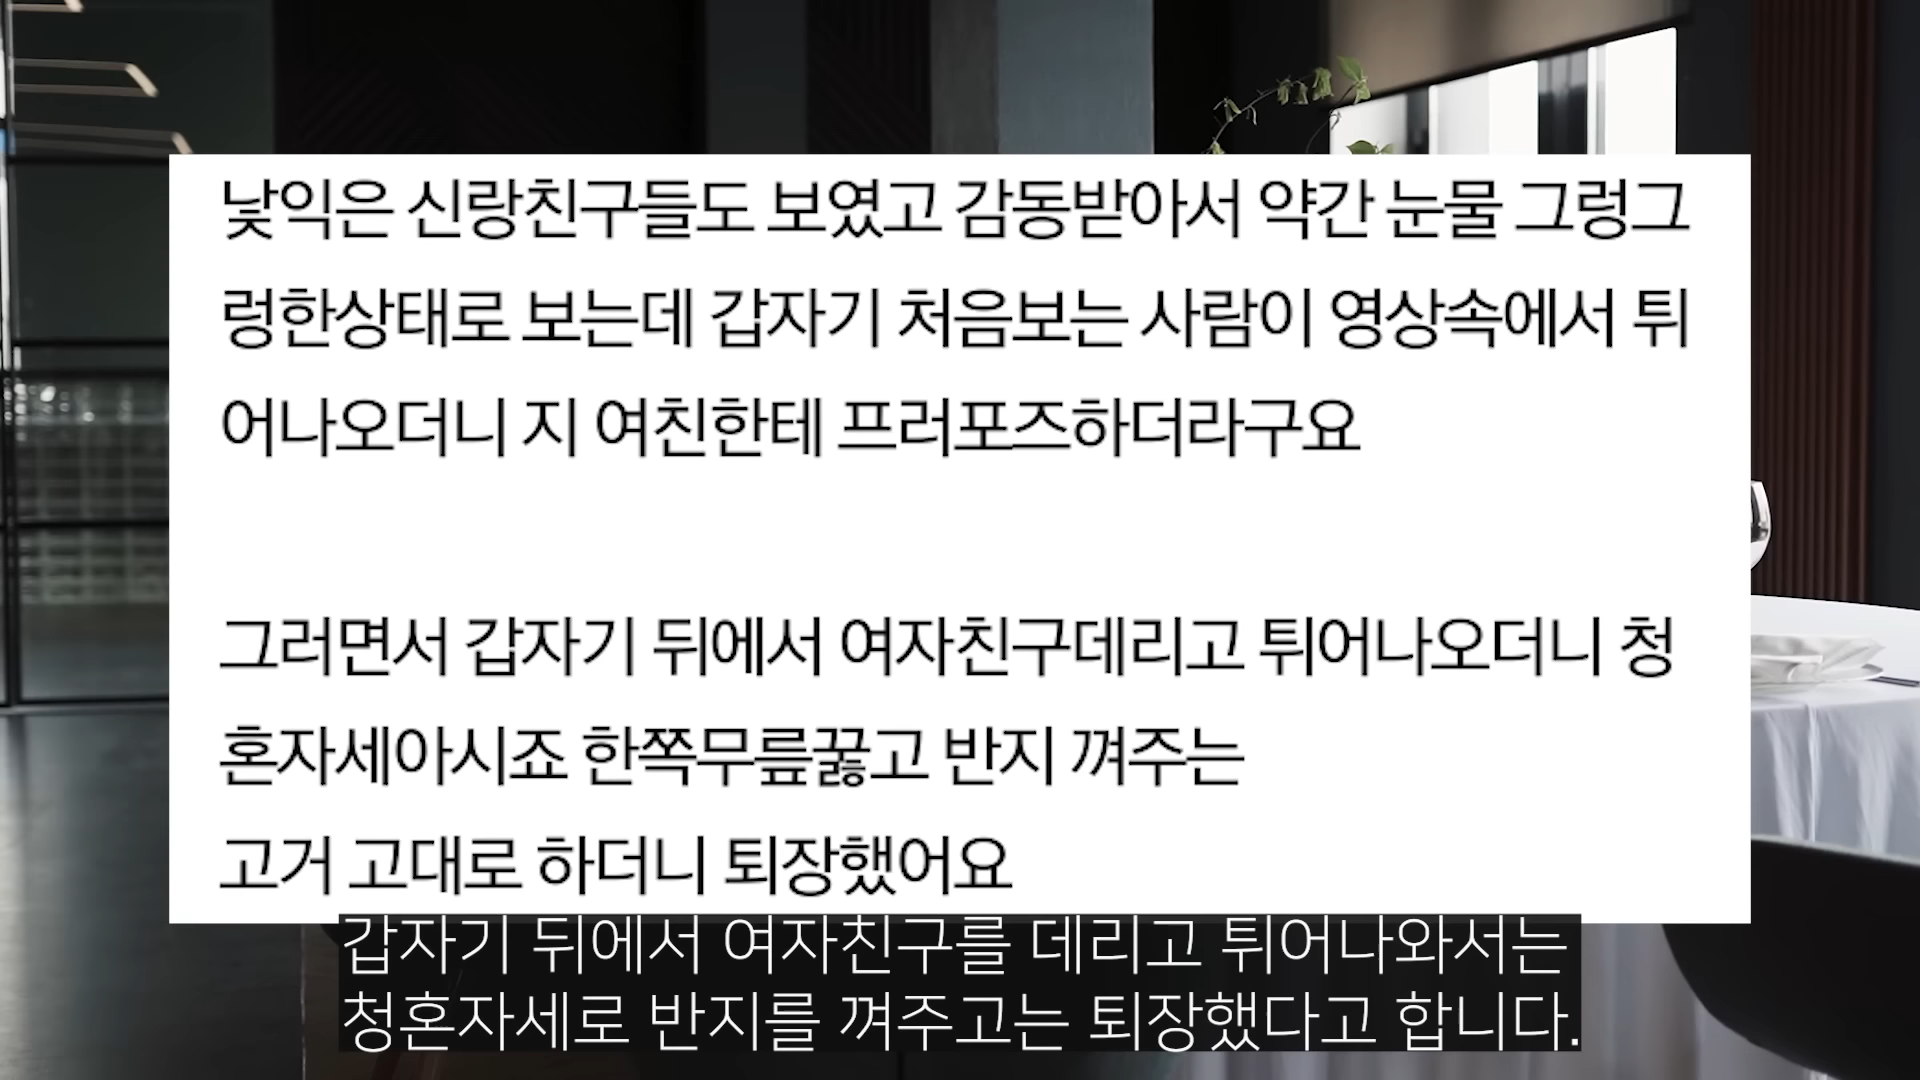 낯익은 신랑친구들도 보였고 감동받아서 약간 눈물 그렁그
렁한상태로 보는데 갑자기 처음보는 사람이 영상속에서 튀
어나오더니 지 여친한테 프러포즈하더라구요
그러면서 갑자기 뒤에서 여자친구데리고 튀어나오더니 청
혼자세아시죠 한쪽무릎꿇고 반지 껴주는
고거 고대로 하더니 퇴장했어요
갑자기 뒤에서 여자친구를 데리고 튀어나와서는
청혼자세로 반지를 껴주고는 퇴장했다고 합니다.